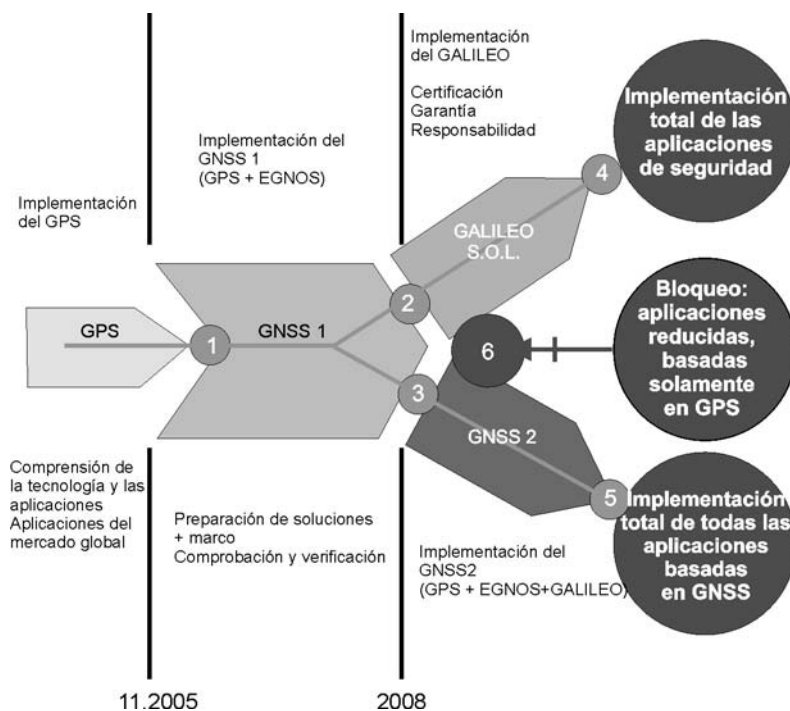 Implementación
del GPS
Implementación del
GNSS 1
(GPS + EGNOS)
Implementación
del GALILEO
Certificación
Garantía
Responsabilidad
Implementación
total de las
aplicaciones
de seguridad
4
GALILEO
S.O.L.
2
GPS
1
GNSS 1
6
Bloqueo:
aplicaciones
reducidas,
basadas
solamente
en GPS
3
GNSS 2
5
Implementación
total de todas las
aplicaciones
basadas
en GNSS
Comprensión de
la tecnología y las
aplicaciones
Aplicaciones del
mercado global
Preparación de soluciones
+ marco
Comprobación y verificación
Implementación del
GNSS2
(GPS + EGNOS+GALILEO)
11.2005
2008